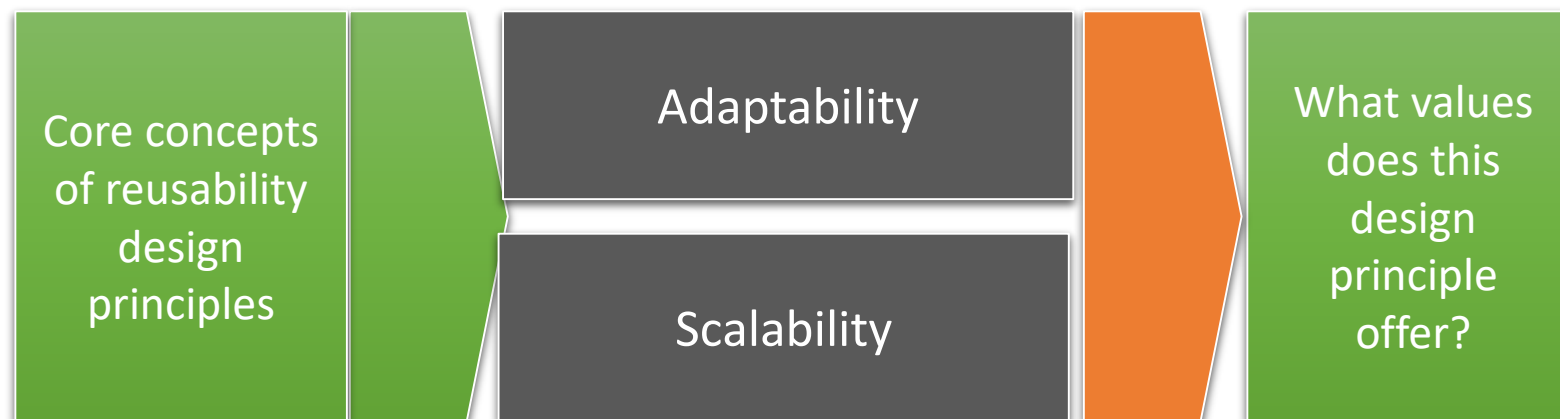 Core concepts
of reusability
design
principles
Adaptability
Scalability
What values
does this
design
principle
offer?